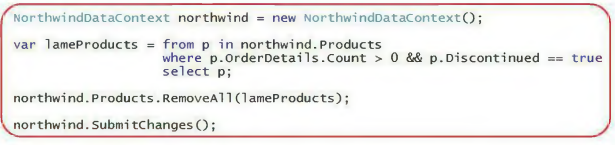 NorthwindDataContext northwind = new NorthwindDataContext();
var lameProducts = from p in northwind.Products
where p.OrderDetails.Count > 0 && p.Discontinued == true
select p;
northwind.Products.RemoveAll(lameProducts);
northwind.SubmitChanges();